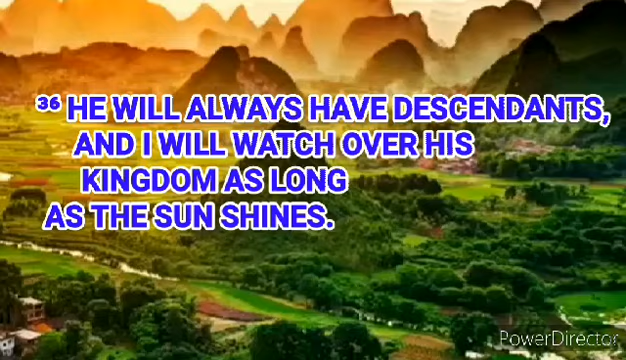 ³⁶ HE WILL ALWAYS HAVE DESCENDANTS,
AND I WILL WATCH OVER HIS
KINGDOM AS LONG
AS THE SUN SHINES.
PowerDirector